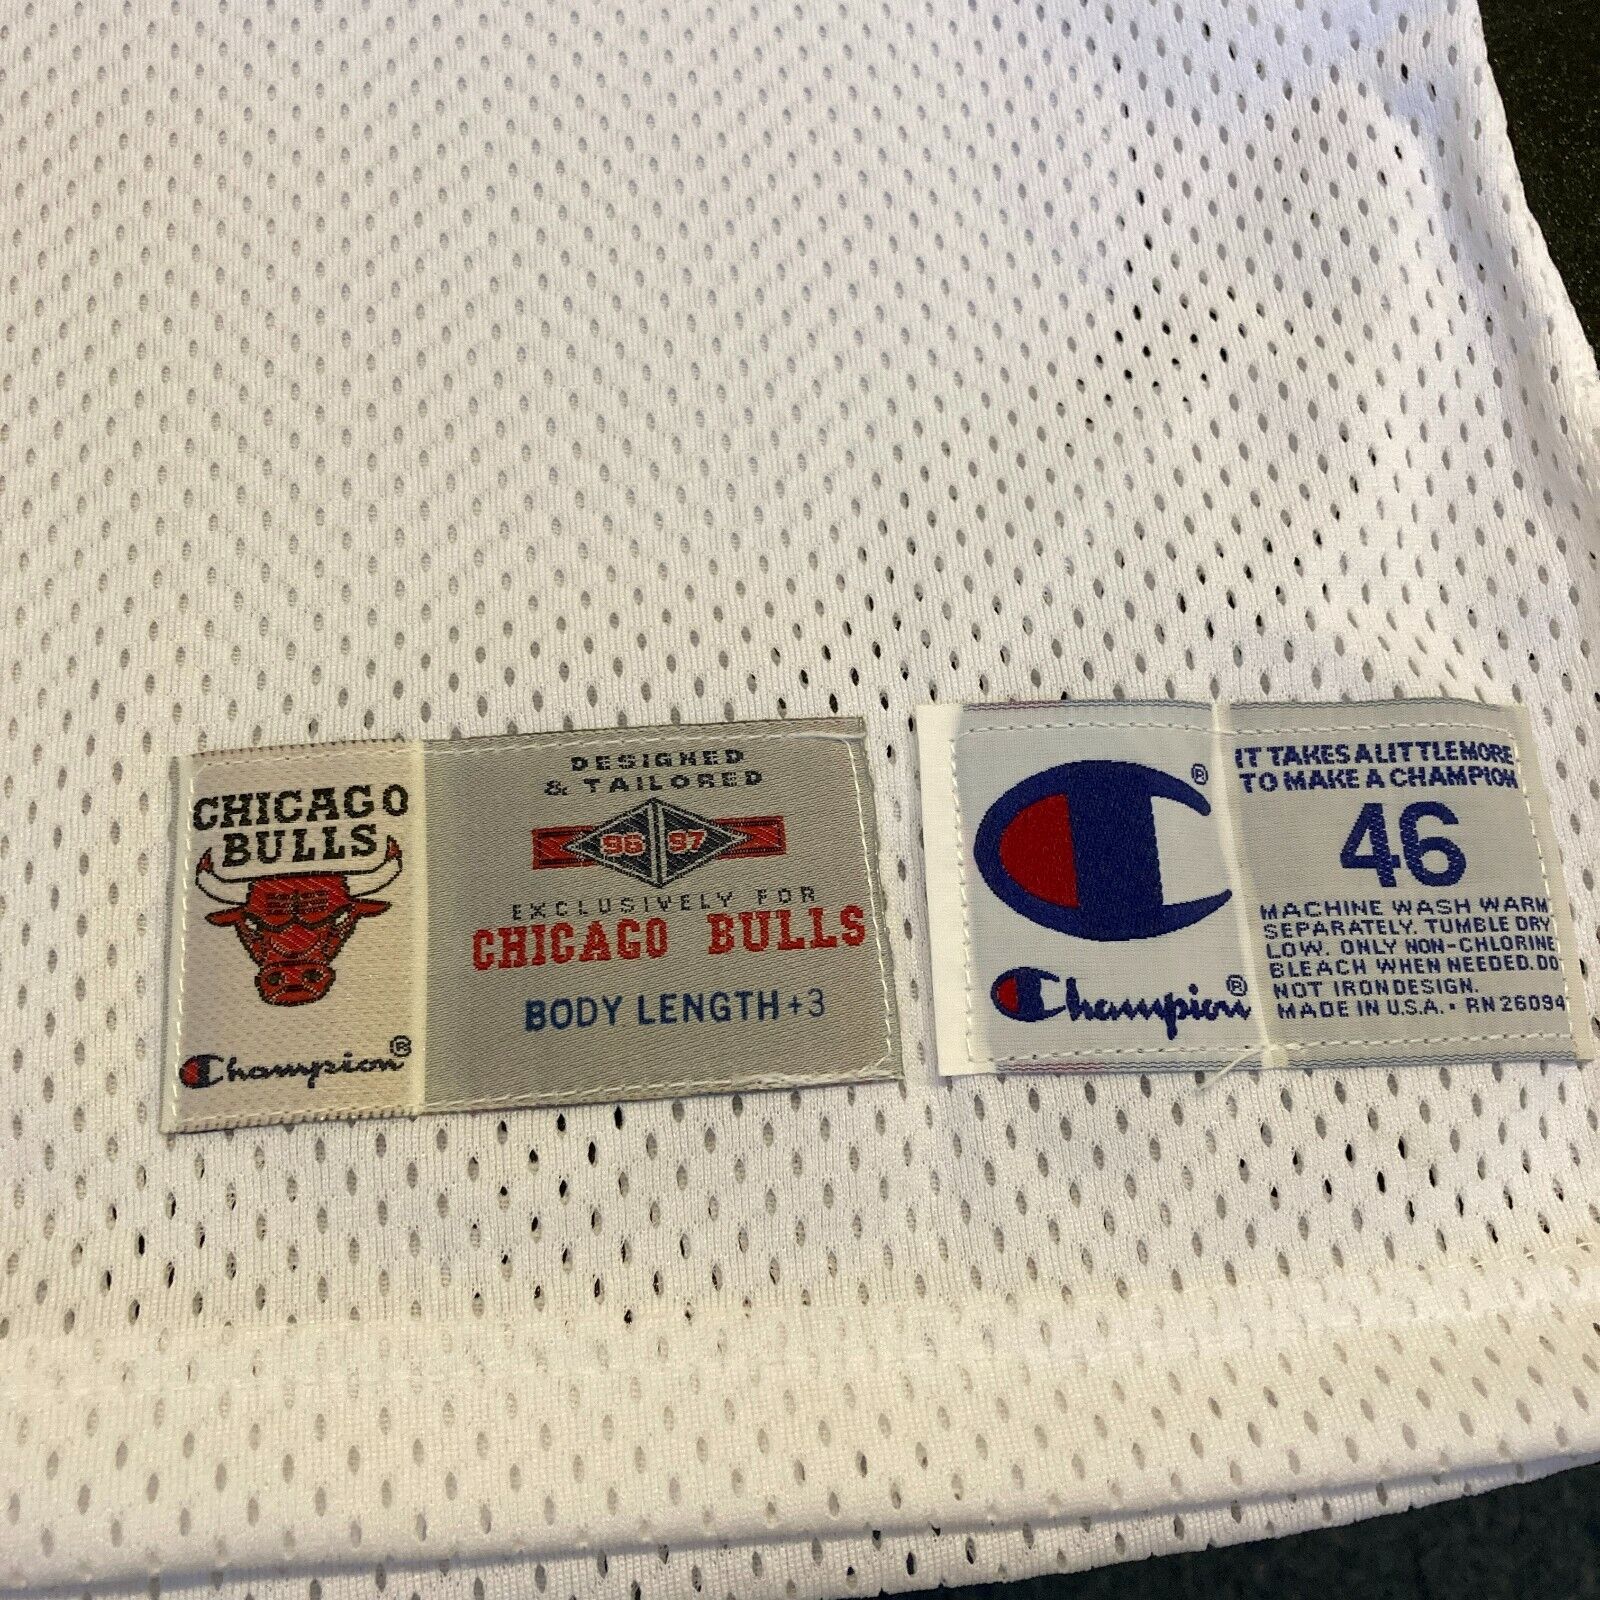 CHICAGO
BULLS
Champion®
DESIGNED
& TAILORED
96 97
EXCLUSIVELY FOR
CHICAGO BULLS
BODY LENGTH +3
®
Champion®
IT TAKES A LITTLE MORE
TO MAKE A CHAMPION
46
MACHINE WASH WARM
SEPARATELY. TUMBLE DRY
LOW. ONLY NON-CHLORINE
BLEACH WHEN NEEDED. DO
NOT IRON DESIGN.
MADE IN U.S.A. • RN 26094